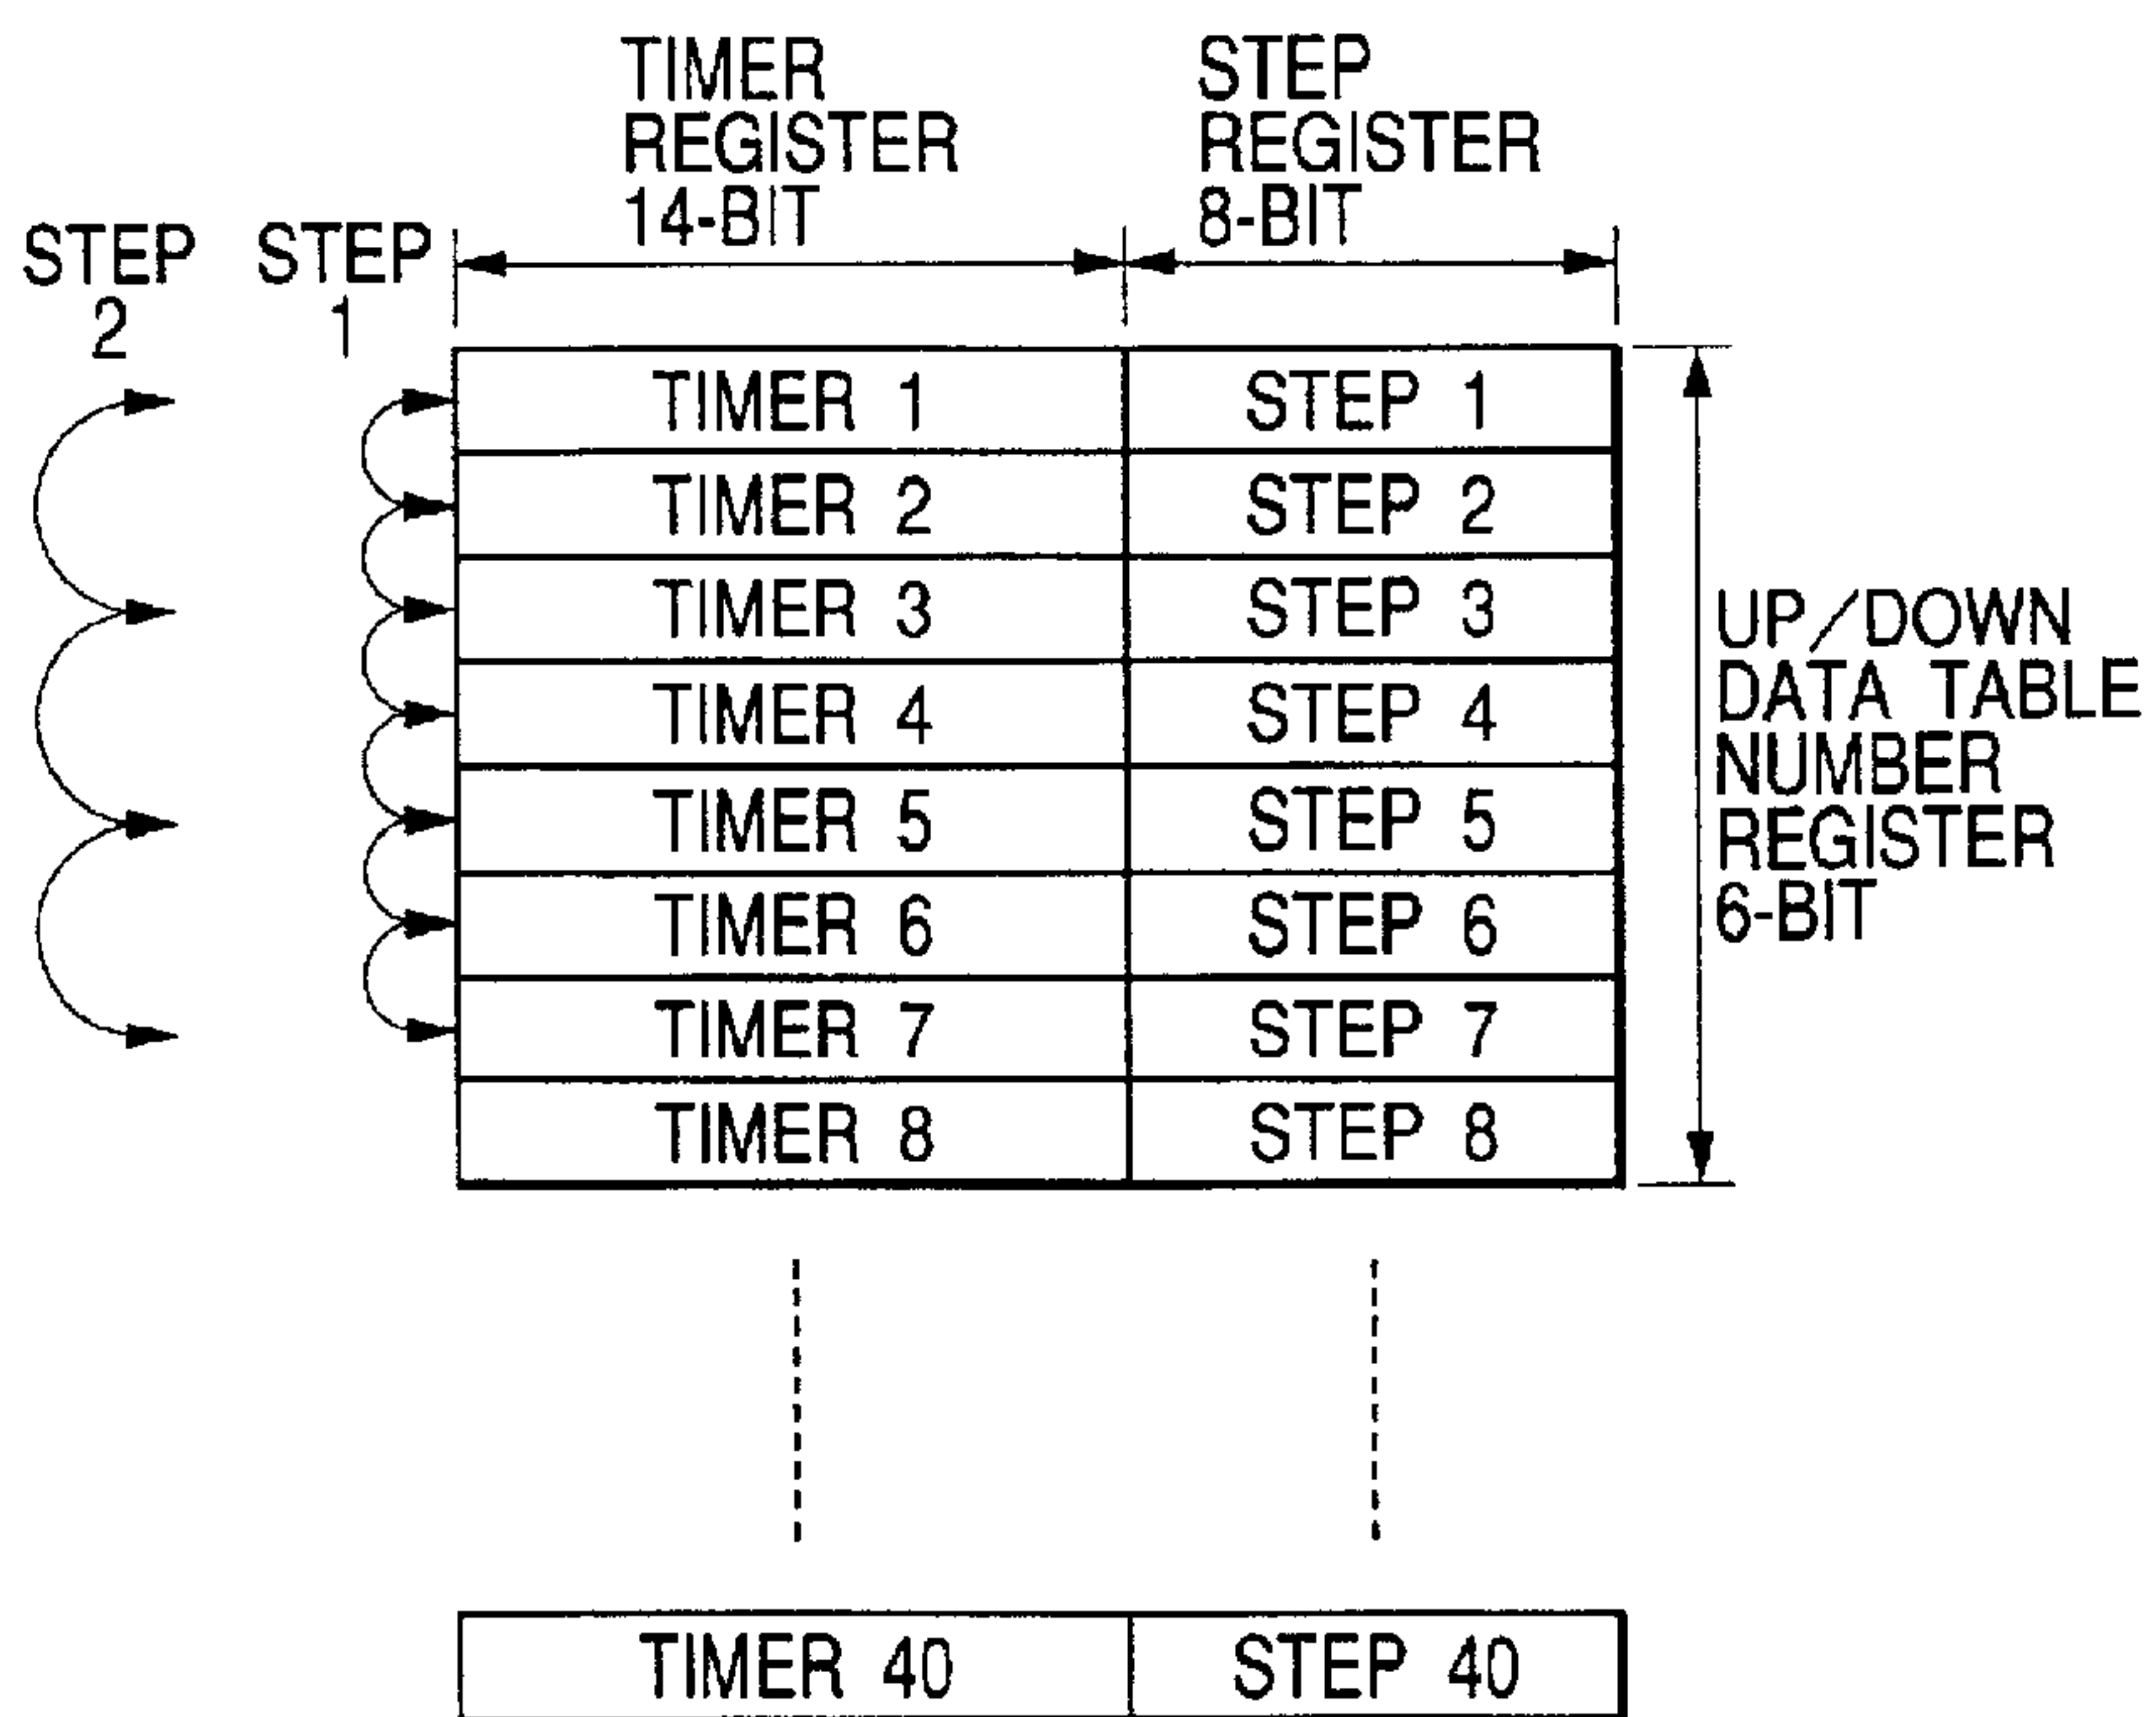 TIMER
REGISTER
14-BIT
STEP
REGISTER
8-BIT
STEP
2
STEP
1
TIMER 1 STEP 1
TIMER 2 STEP 2
TIMER 3 STEP 3
TIMER 4 STEP 4
TIMER 5 STEP 5
TIMER 6 STEP 6
TIMER 7 STEP 7
TIMER 8 STEP 8
UP/DOWN
DATA TABLE
NUMBER
REGISTER
6-BIT
TIMER 40 STEP 40